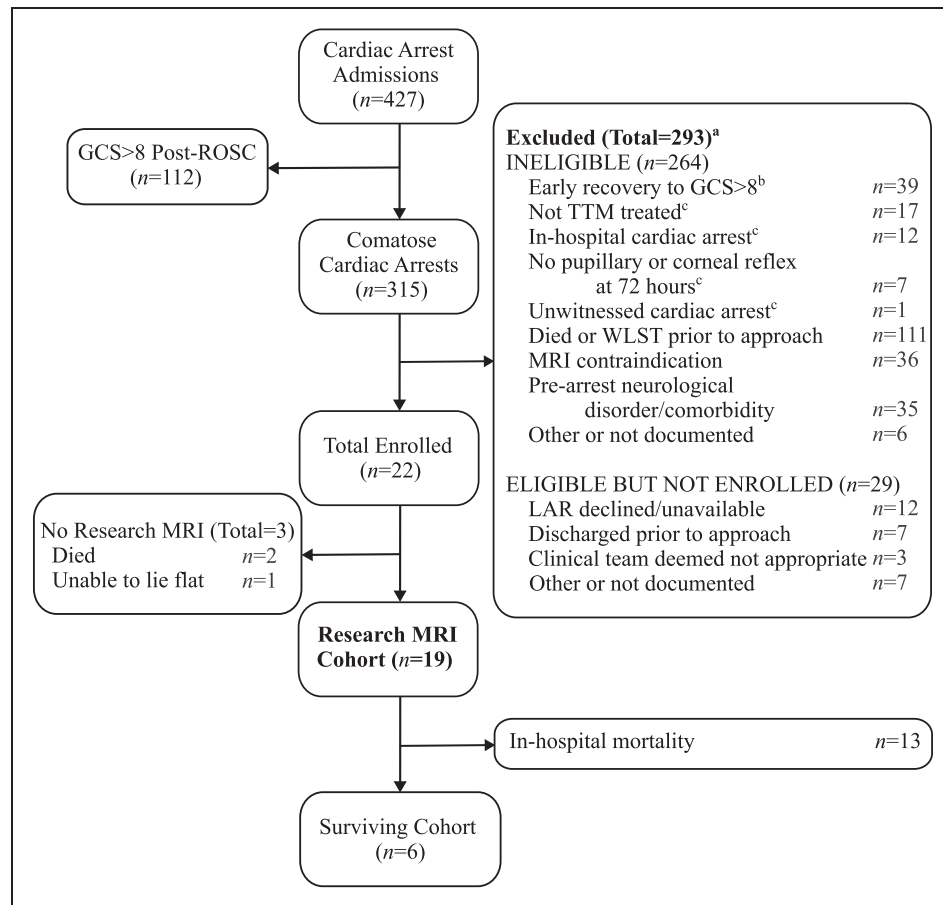 Cardiac Arrest
Admissions
(n=427)
GCS>8 Post-ROSC
(n=112)
Comatose
Cardiac Arrests
(n=315)
Excluded (Total=293)a
INELIGIBLE (n=264)
Early recovery to GCS>8b n=39
Not TTM treatedc n=17
In-hospital cardiac arrestc n=12
No pupillary or corneal reflex
at 72 hoursc n=7
Unwitnessed cardiac arrestc n=1
Died or WLST prior to approach n=111
MRI contraindication n=36
Pre-arrest neurological
disorder/comorbidity n=35
Other or not documented n=6
ELIGIBLE BUT NOT ENROLLED (n=29)
LAR declined/unavailable n=12
Discharged prior to approach n=7
Clinical team deemed not appropriate n=3
Other or not documented n=7
Total Enrolled
(n=22)
No Research MRI (Total=3)
Died n=2
Unable to lie flat n=1
Research MRI
Cohort (n=19)
In-hospital mortality n=13
Surviving Cohort
(n=6)